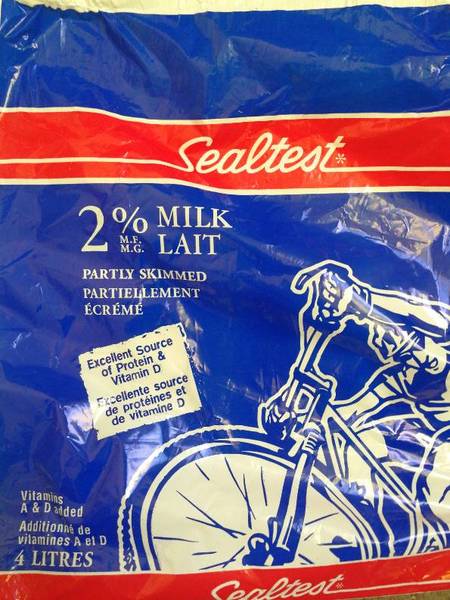 Sealtest*
2% MILK
M.F.
M.G. LAIT
PARTLY SKIMMED
PARTIELLEMENT
ÉCRÉMÉ
Excellent Source
of Protein &
Vitamin D
Excellente source
de protéines et
de vitamine D
Vitamins
A & D added
Additionné de
vitamines A et D
4 LITRES
Sealtest*